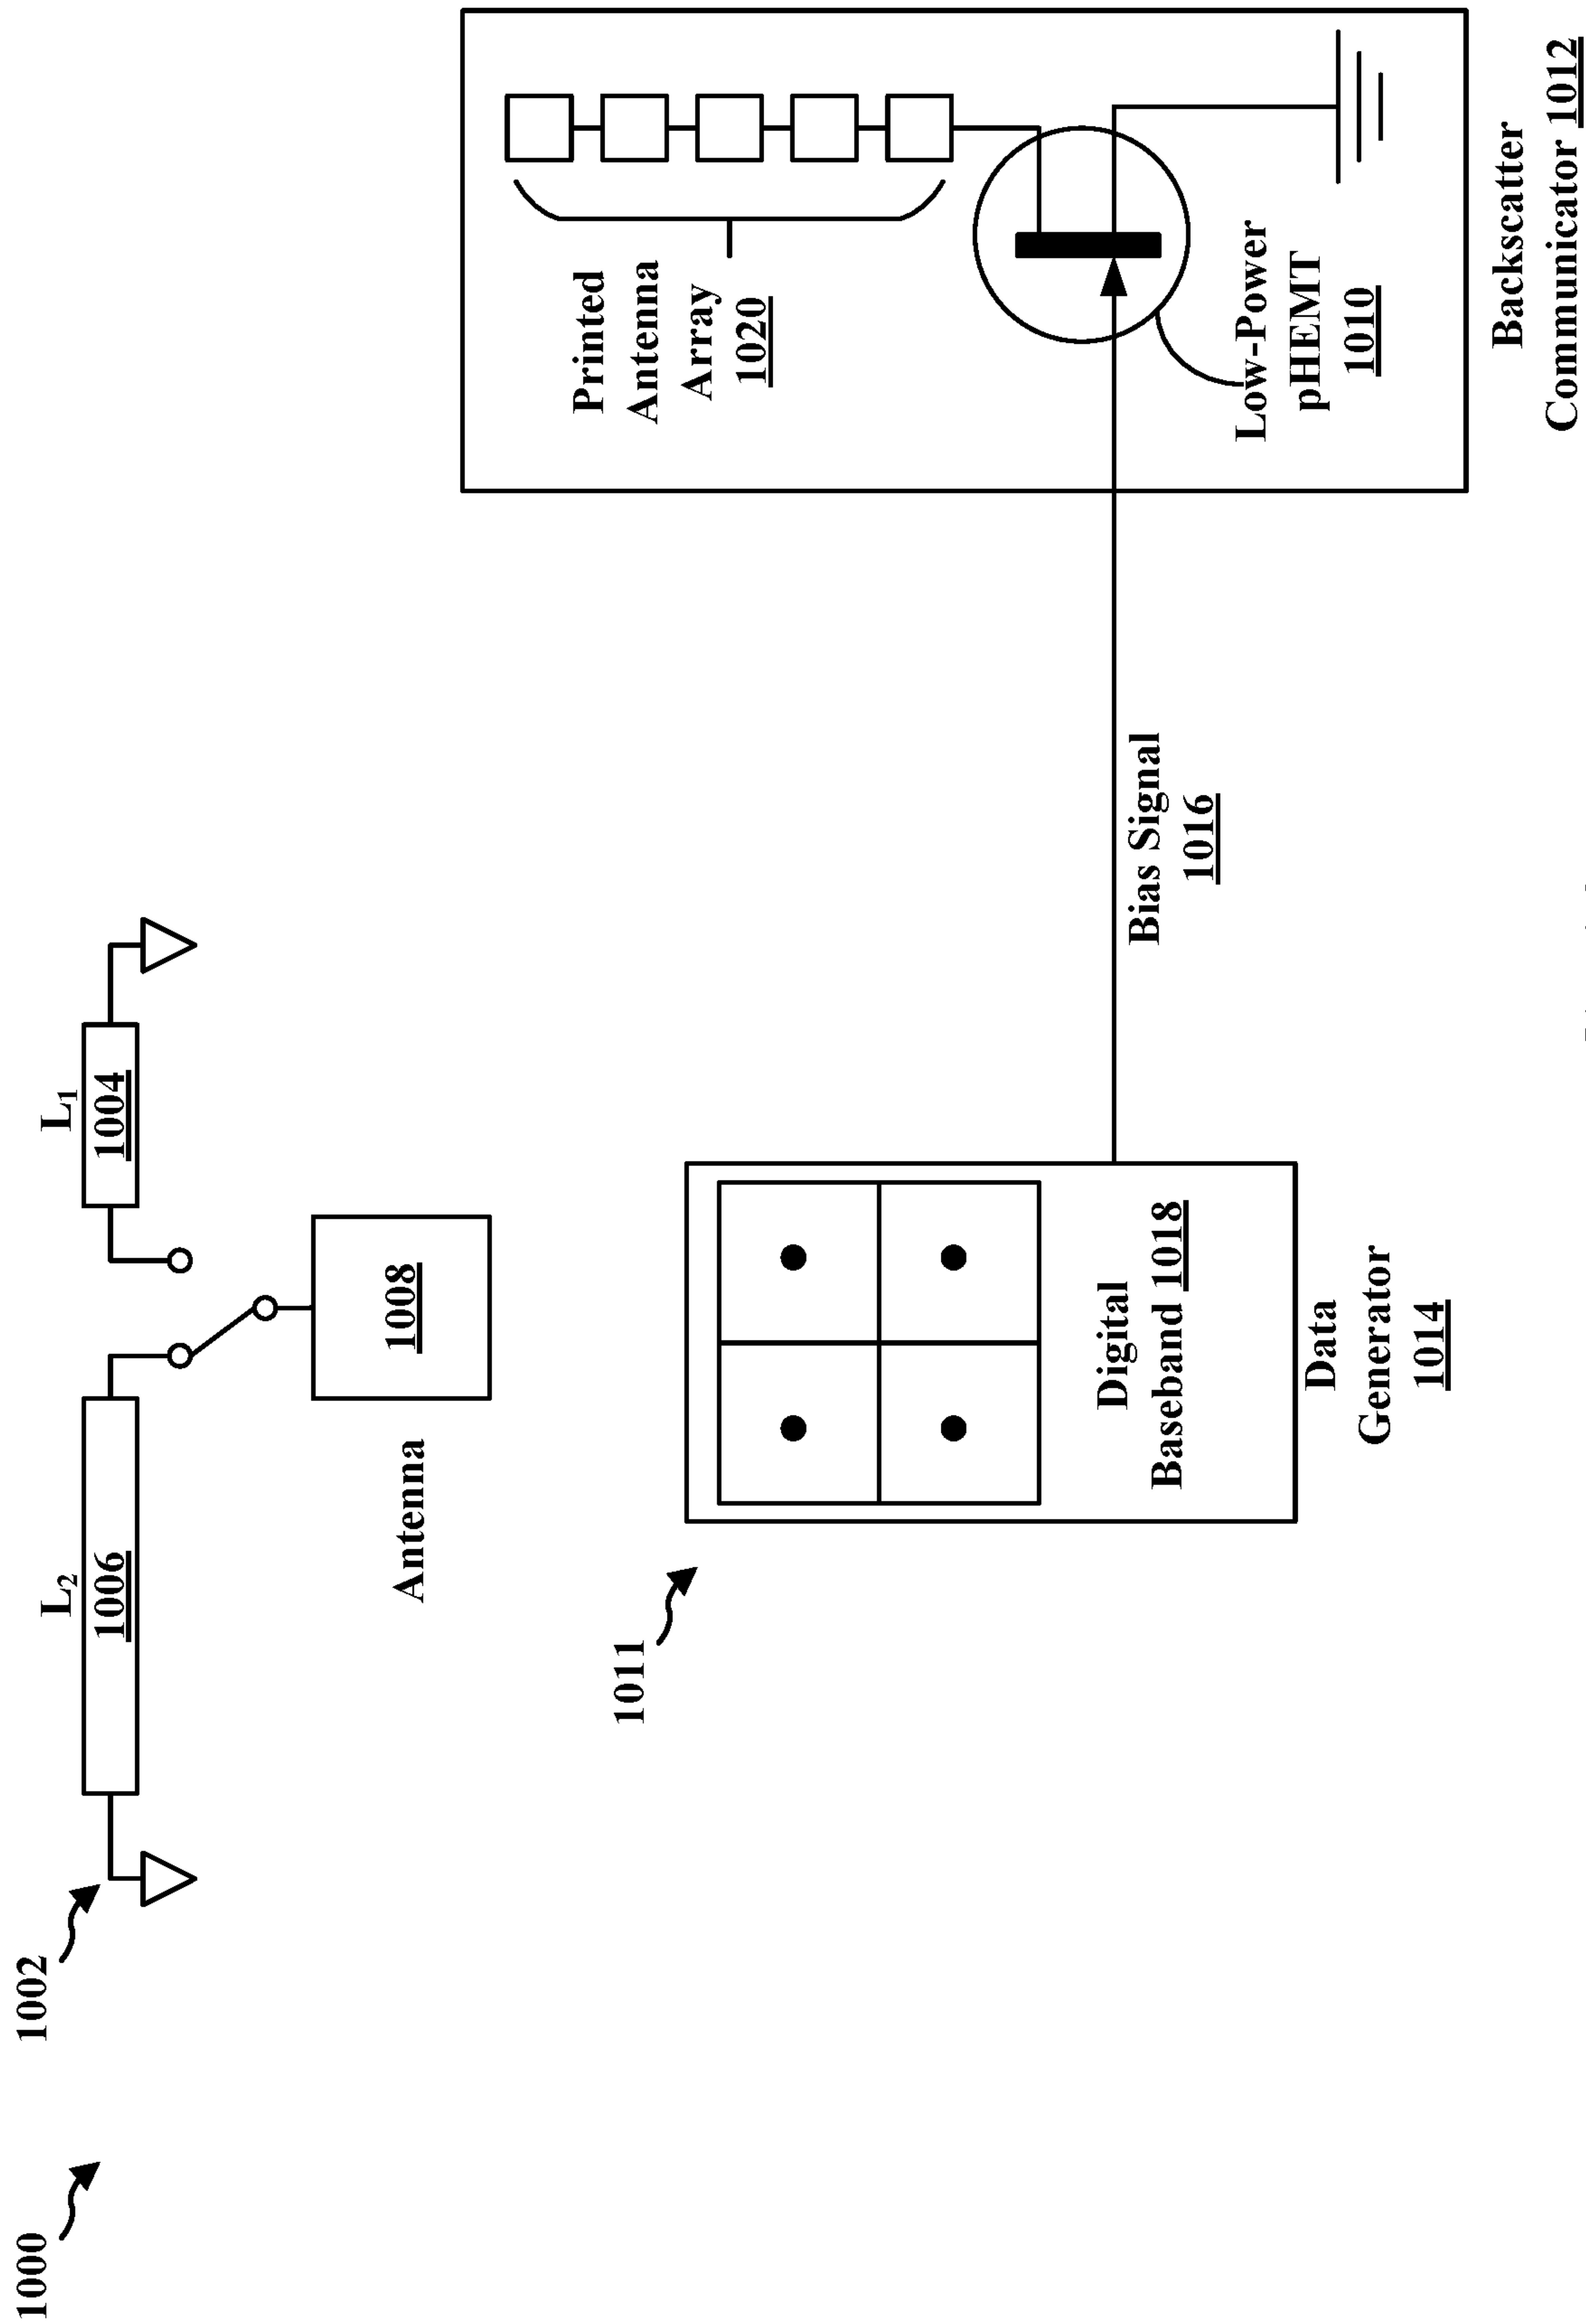 1000
1002
L2
1006
L1
1004
Antenna
1008
1011
Digital
Baseband 1018
Data
Generator
1014
Bias Signal
1016
Printed
Antenna
Array
1020
Low-Power
pHEMT
1010
Backscatter
Communicator 1012